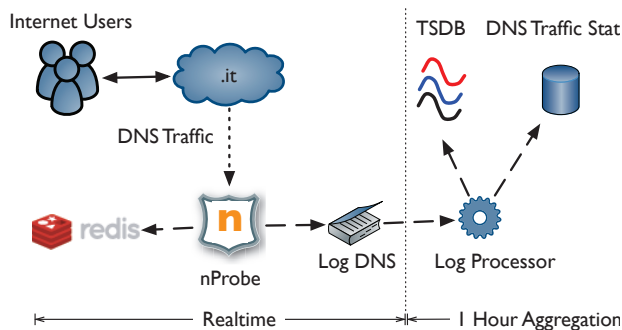 Internet Users
TSDB
DNS Traffic Stat
.it
DNS Traffic
redis
n
nProbe
Log DNS
Log Processor
Realtime
1 Hour Aggregation